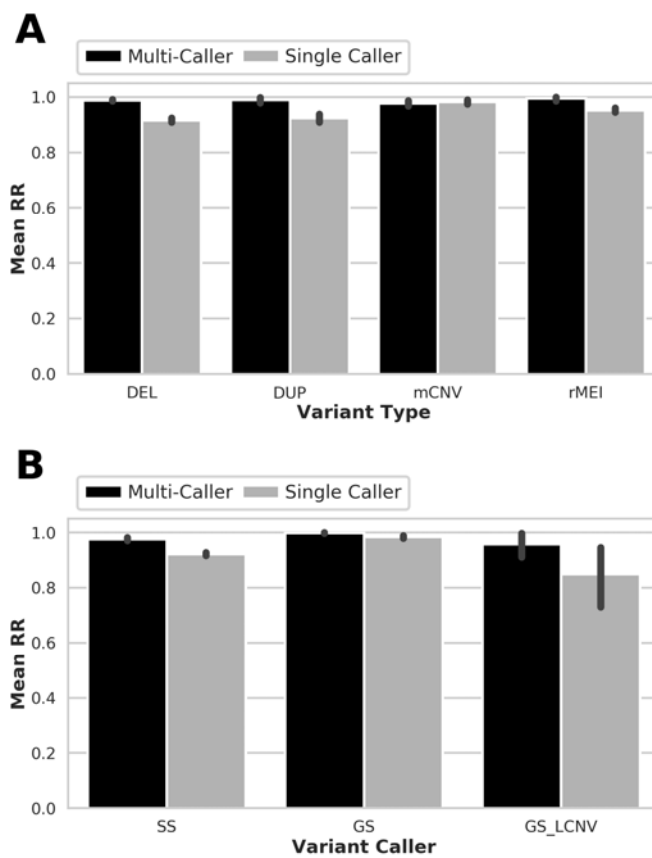 A
Multi-Caller Single Caller
1.0
0.8
0.6
0.4
0.2
0.0
Mean RR
DEL DUP mCNV rMEI
Variant Type
B
Multi-Caller Single Caller
1.0
0.8
0.6
0.4
0.2
0.0
Mean RR
SS GS GS_LCNV
Variant Caller